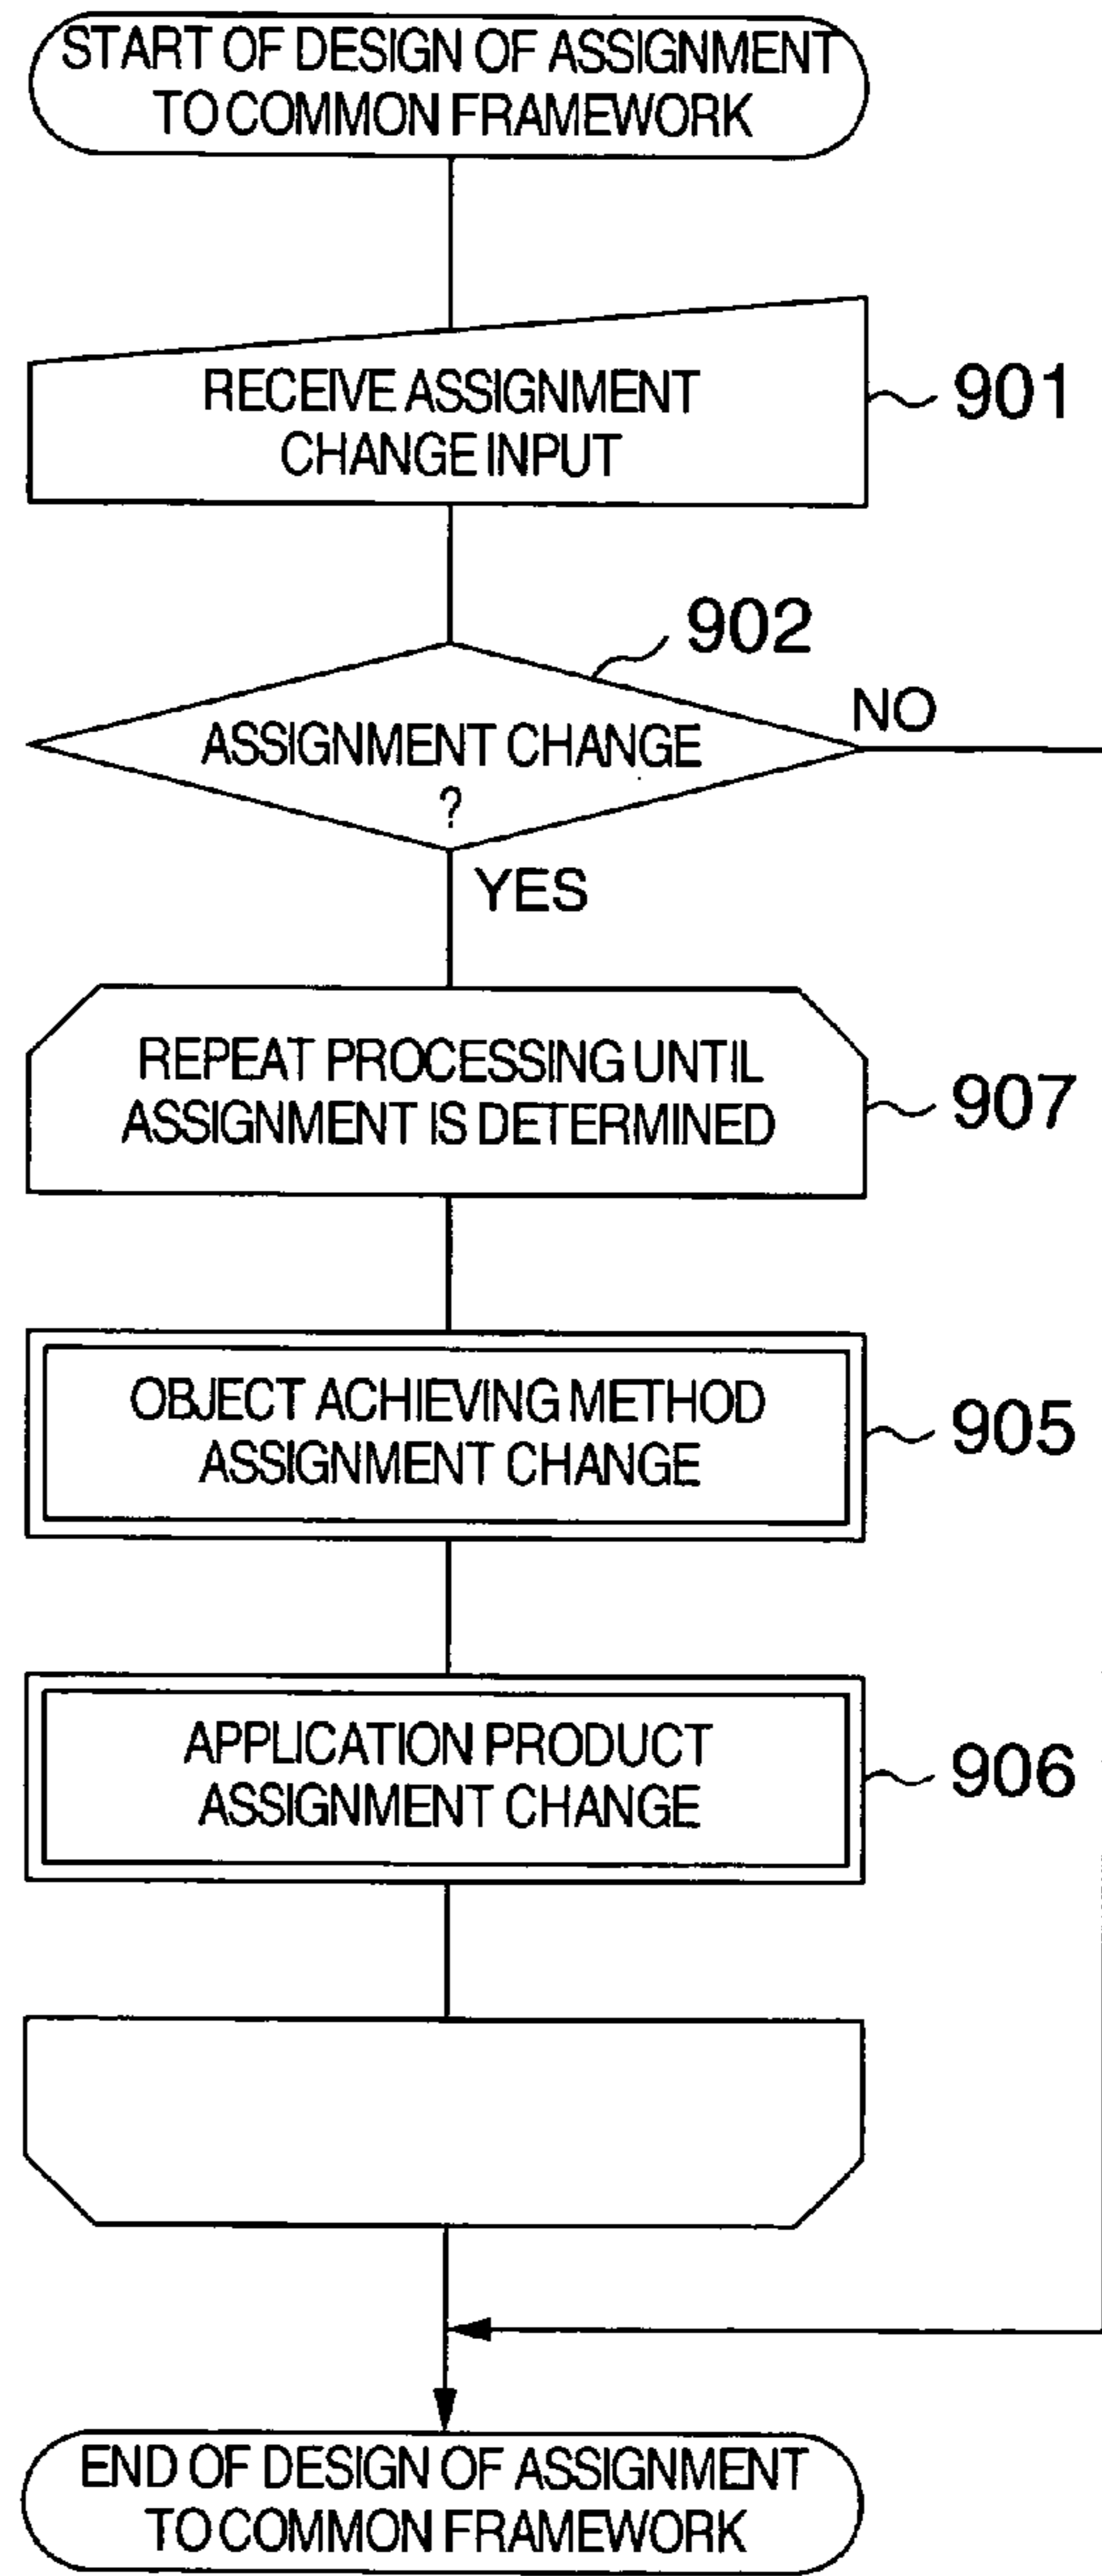 START OF DESIGN OF ASSIGNMENT
TO COMMON FRAMEWORK
RECEIVE ASSIGNMENT
CHANGE INPUT
901
902
ASSIGNMENT CHANGE
?
NO
YES
REPEAT PROCESSING UNTIL
ASSIGNMENT IS DETERMINED
907
OBJECT ACHIEVING METHOD
ASSIGNMENT CHANGE
905
APPLICATION PRODUCT
ASSIGNMENT CHANGE
906
END OF DESIGN OF ASSIGNMENT
TO COMMON FRAMEWORK